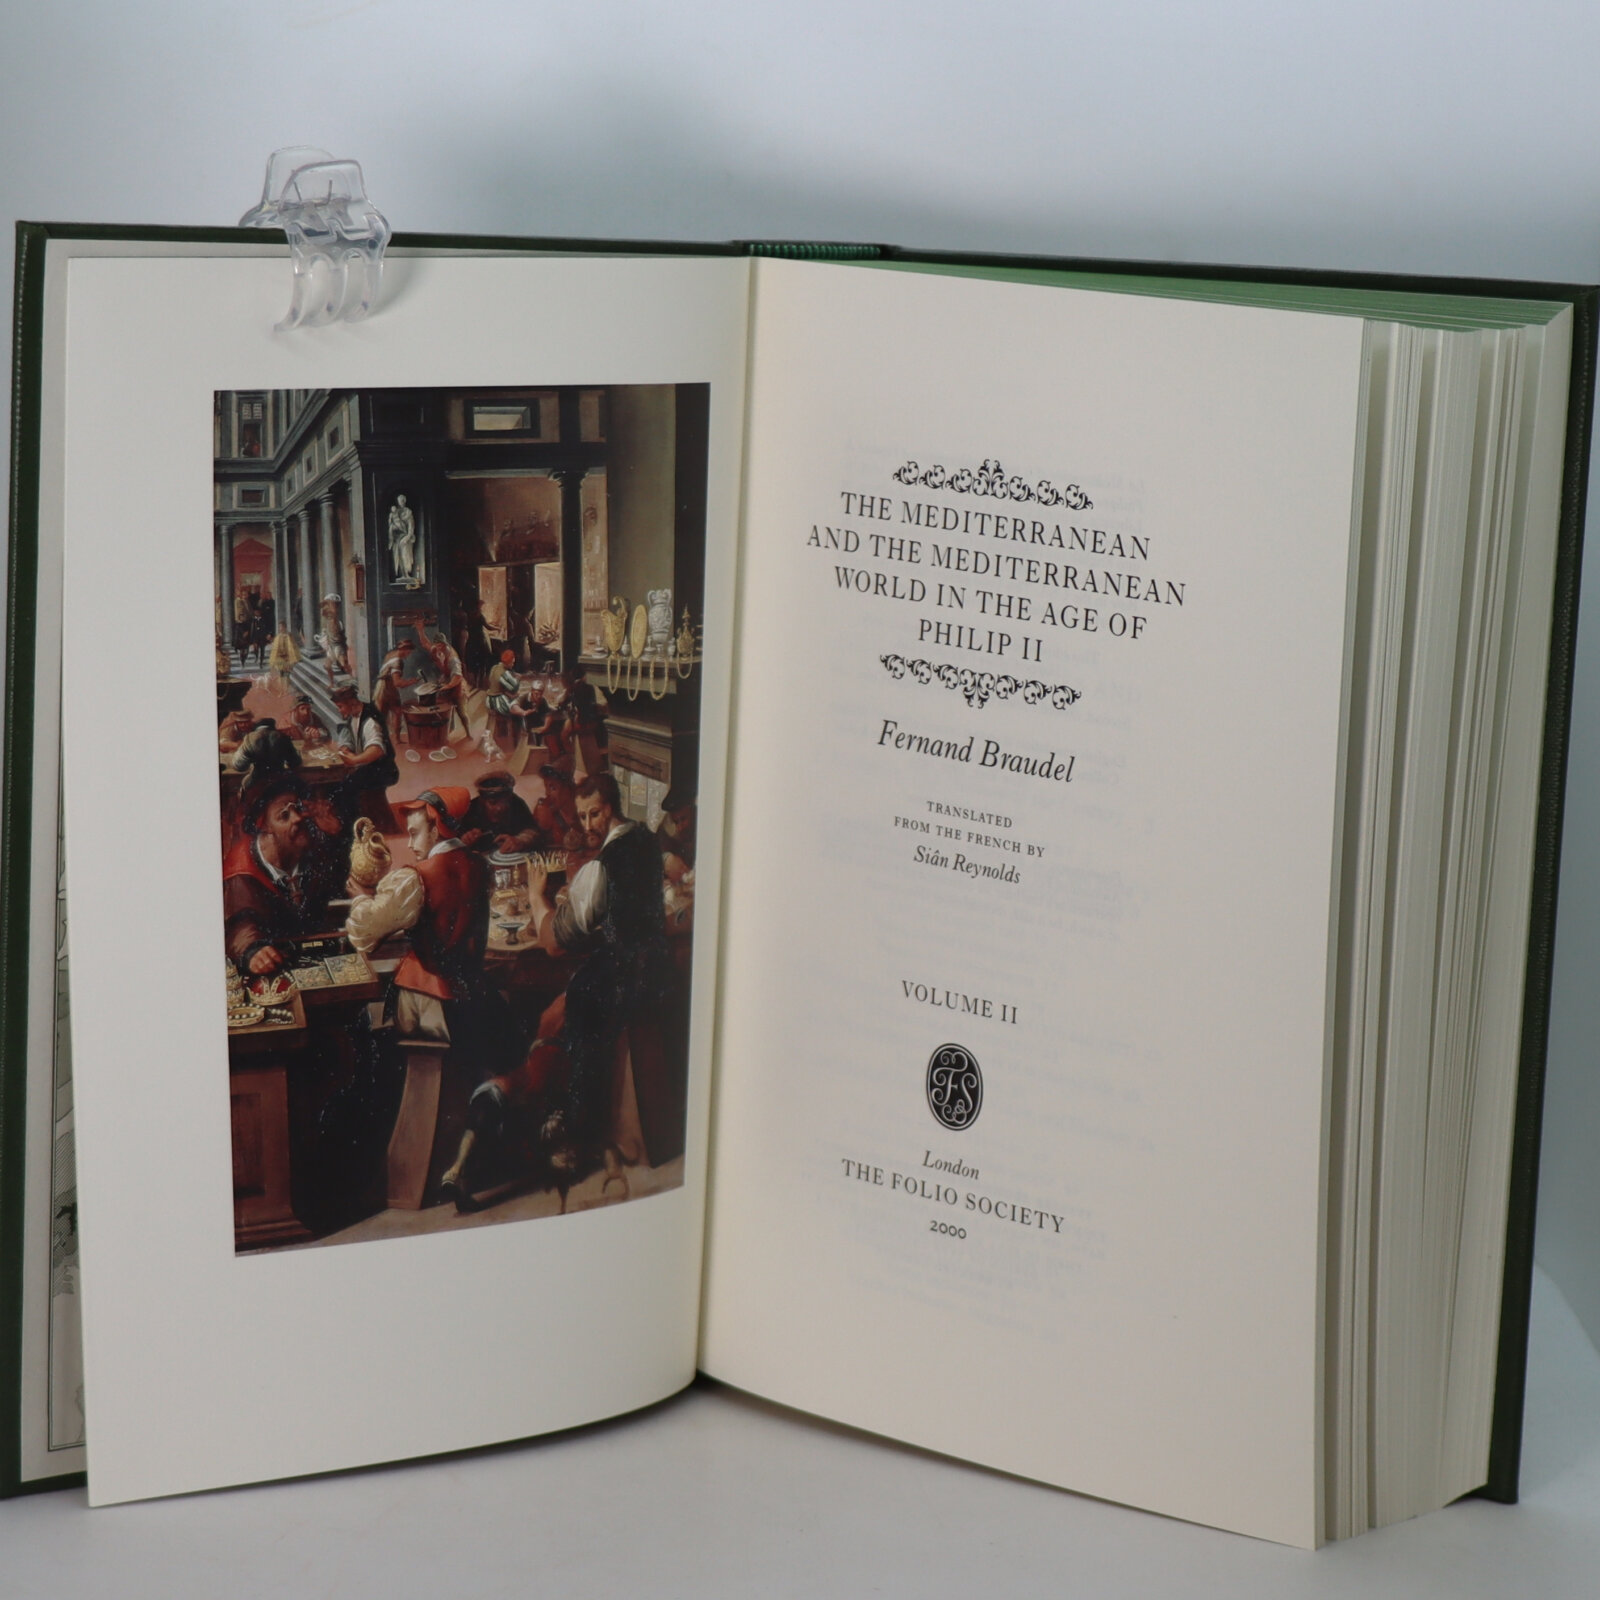 THE MEDITERRANEAN
AND THE MEDITERRANEAN
WORLD IN THE AGE OF
PHILIP II
Fernand Braudel
TRANSLATED
FROM THE FRENCH BY
Siân Reynolds
VOLUME II
FS
London
THE FOLIO SOCIETY
2000